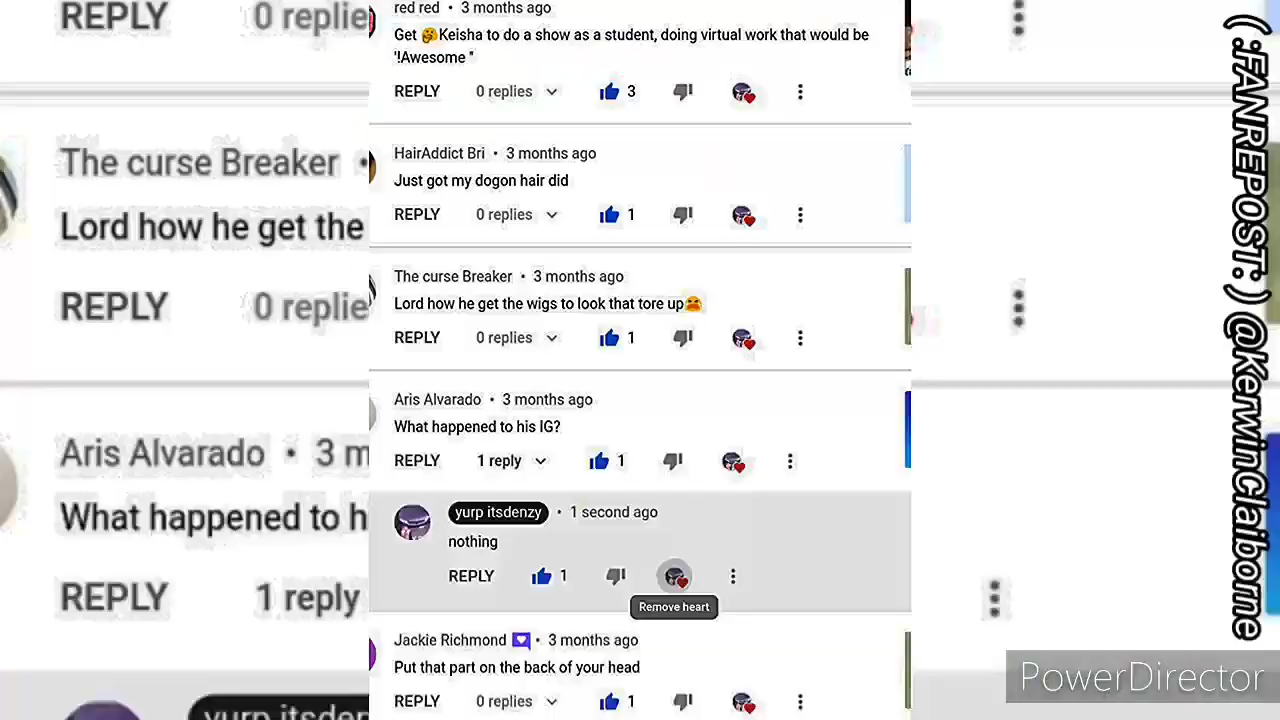 REPLY 0 replie
The curse Breaker •
Lord how he get the
REPLY 0 replie
Aris Alvarado • 3 m
What happened to h
REPLY 1 reply
yurp itsden
red red • 3 months ago
Get 🤔Keisha to do a show as a student, doing virtual work that would be
'!Awesome "
REPLY 0 replies 3
HairAddict Bri • 3 months ago
Just got my dogon hair did
REPLY 0 replies 1
The curse Breaker • 3 months ago
Lord how he get the wigs to look that tore up😫
REPLY 0 replies 1
Aris Alvarado • 3 months ago
What happened to his IG?
REPLY 1 reply 1
yurp itsdenzy • 1 second ago
nothing
REPLY 1
Remove heart
Jackie Richmond • 3 months ago
Put that part on the back of your head
REPLY 0 replies 1
(:FANREPOST:) @KerwinClaiborne
PowerDirector